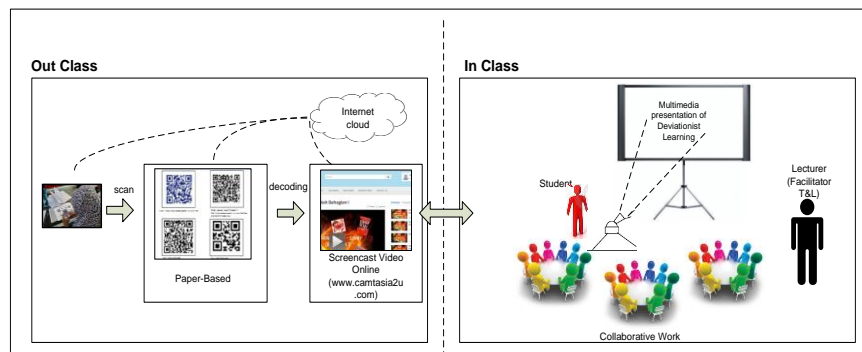 Out Class
In Class
Internet
cloud
scan
decoding
Paper-Based
Screencast Video
Online
(www.camtasia2u
.com)
Multimedia
presentation of
Deviationist
Learning
Student
Lecturer
(Facilitator
T&L)
Collaborative Work